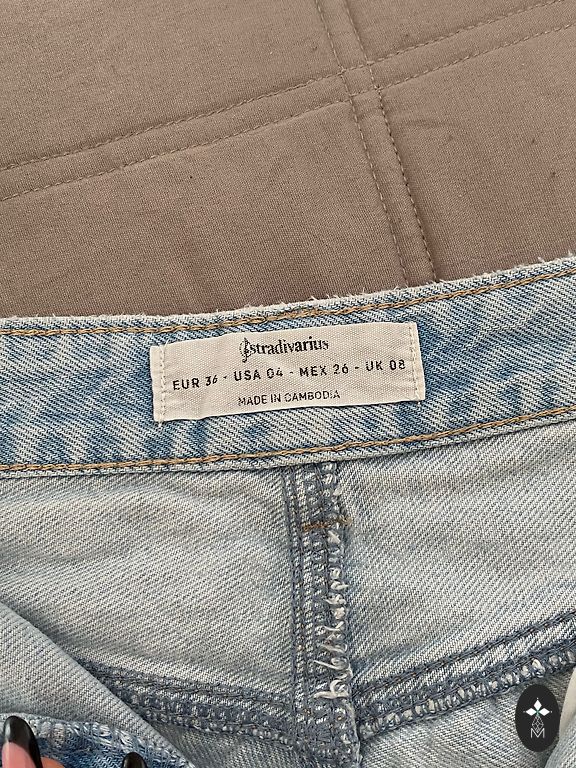 stradivarius
EUR 36 - USA 04 - MEX 26 - UK 08
MADE IN CAMBODIA